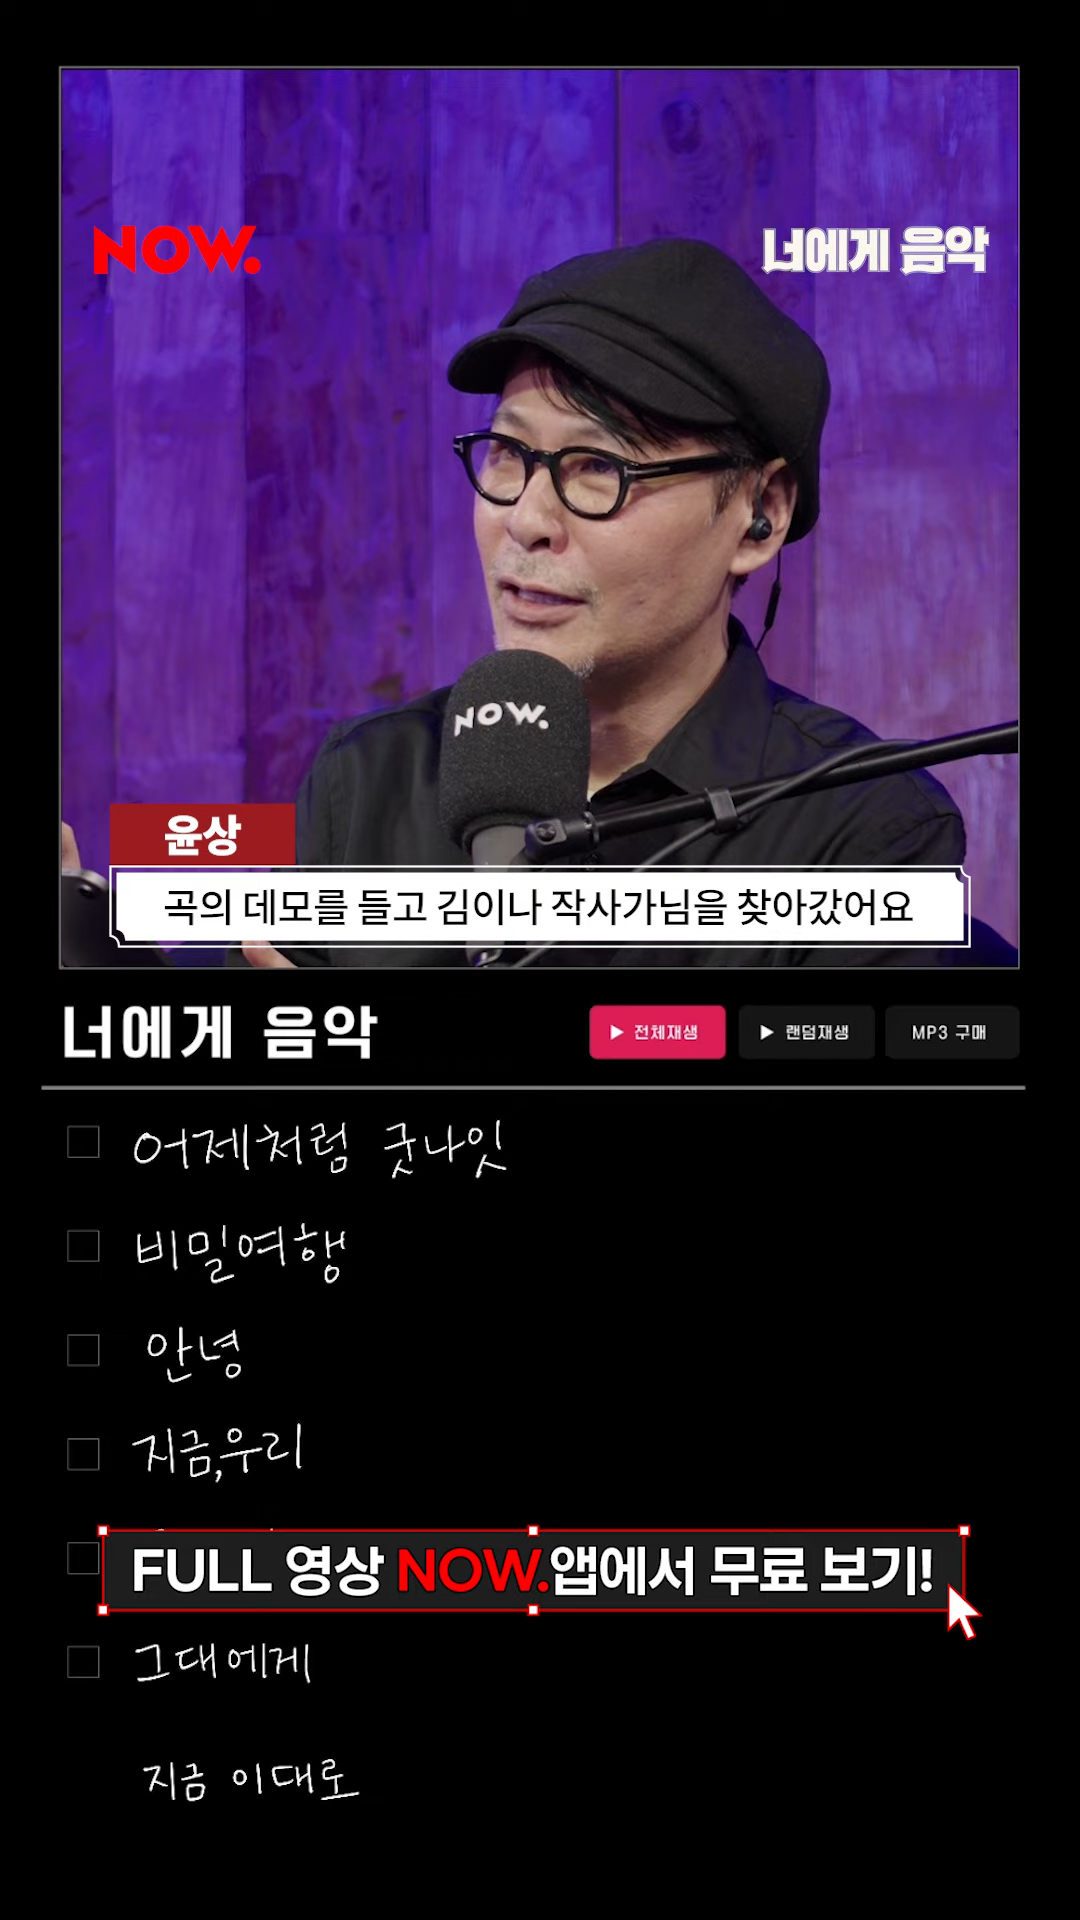 NOW.
너에게 음악
NOW.
윤상
곡의 데모를 들고 김이나 작사가님을 찾아갔어요
너에게 음악
전체재생
랜덤재생
MP3 구매
어제처럼 굿나잇
비밀여행
안녕
지금,우리
FULL 영상 NOW.앱에서 무료 보기!
그대에게
지금 이대로